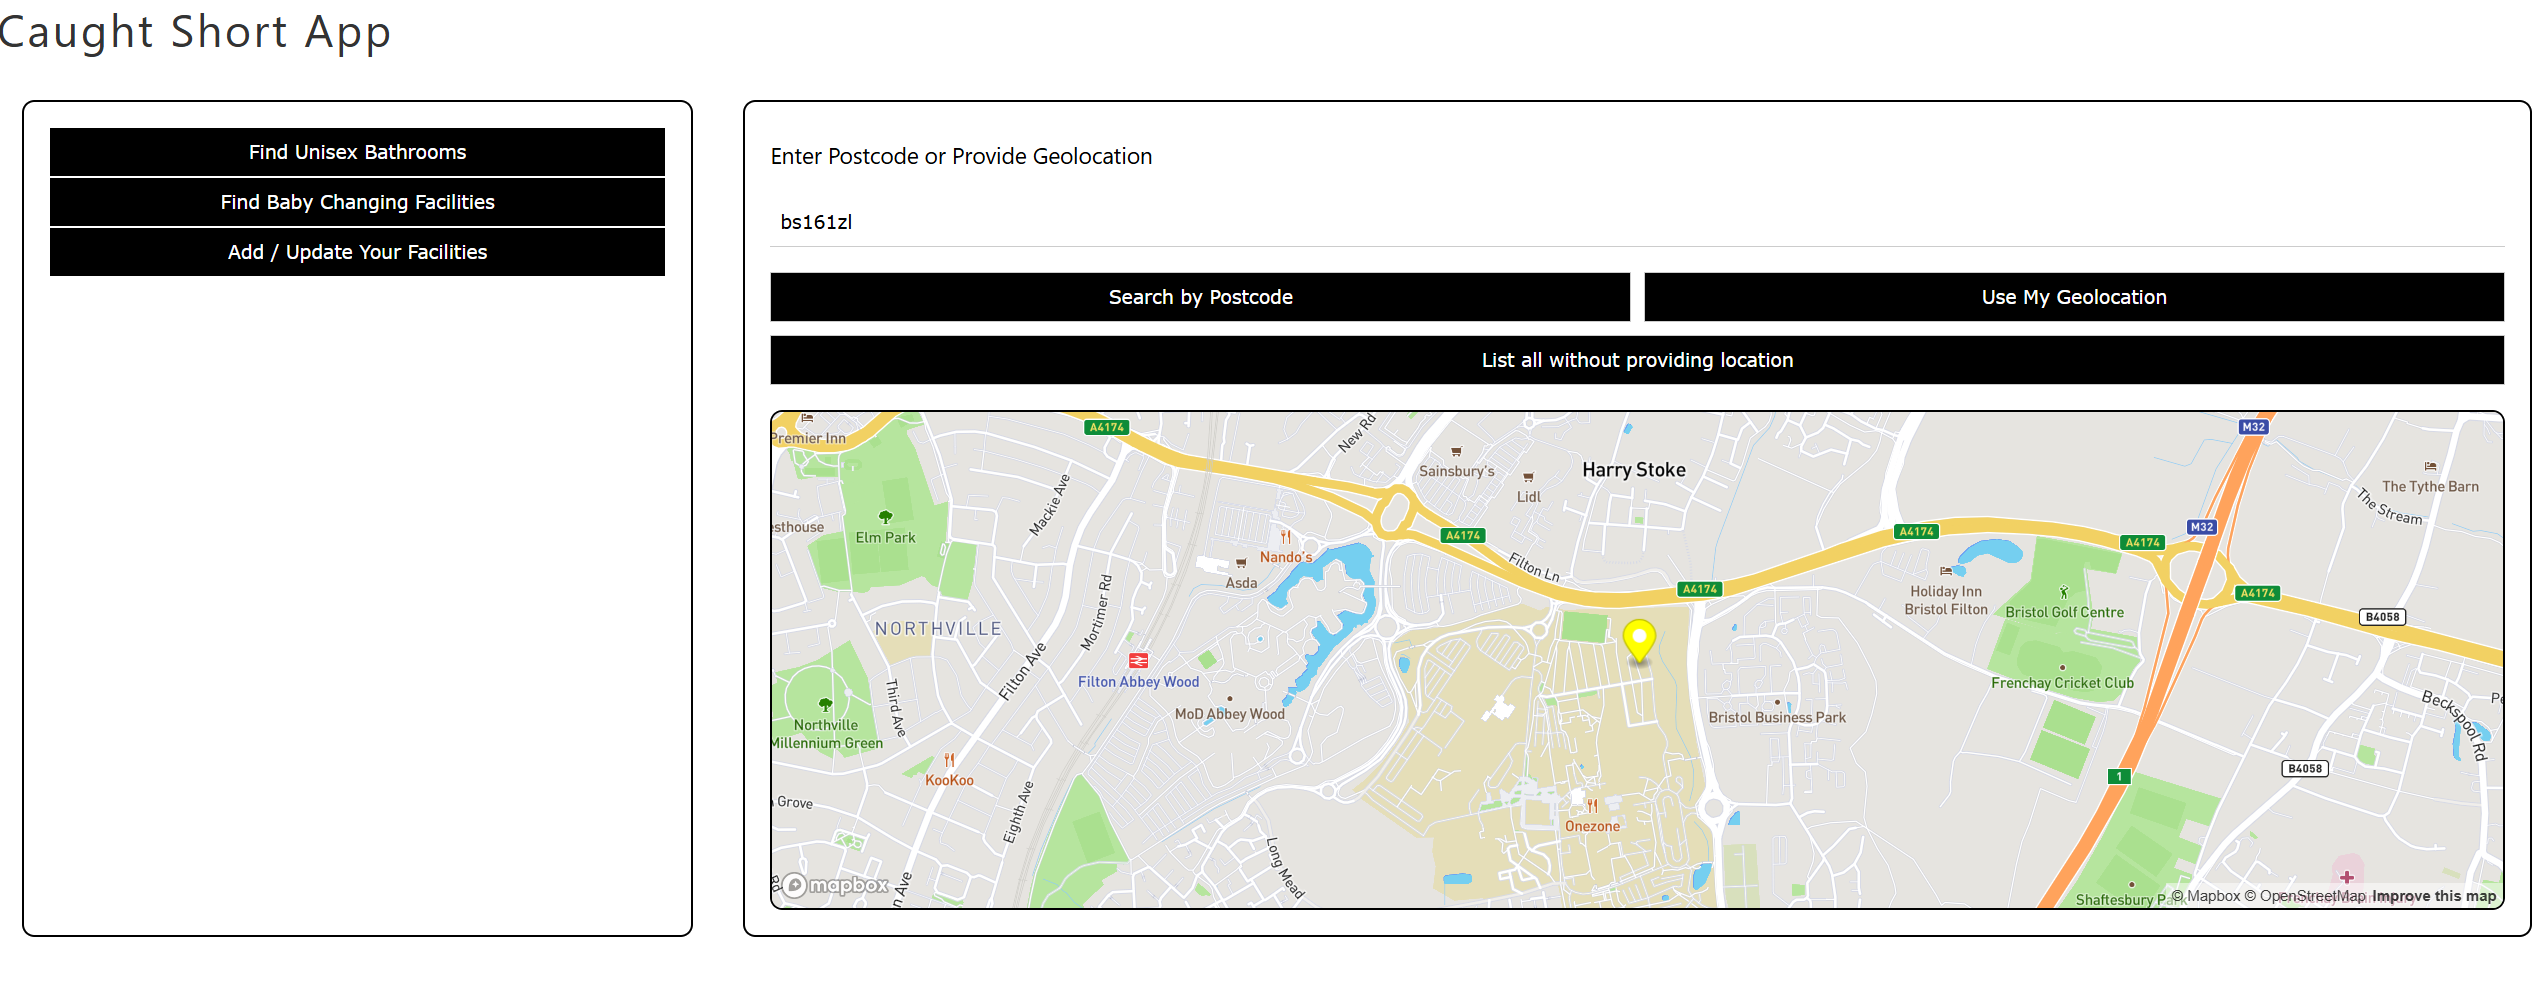 Caught Short App
Find Unisex Bathrooms
Find Baby Changing Facilities
Add / Update Your Facilities
Enter Postcode or Provide Geolocation
bs161zl
Search by Postcode
Use My Geolocation
List all without providing location
Premier Inn
A4174
New Rd
M32
Sainsbury's
Harry Stoke
Lidl
The Tythe Barn
The Stream
Mackie Ave
esthouse
Elm Park
A4174
A4174
M32
A4174
Nando's
Asda
Filton Ln
A4174
Holiday Inn
Bristol Filton
Bristol Golf Centre
A4174
B4058
NORTHVILLE
Mortimer Rd
Filton Ave
Filton Abbey Wood
Third Ave
MoD Abbey Wood
Bristol Business Park
Frenchay Cricket Club
Beckspool Rd
Pe
Northville
Millennium Green
KooKoo
Grove
Eighth Ave
B4058
1
Onezone
Long Mead
Rd
n Ave
mapbox
Shaftesbury Park
© Mapbox © OpenStreetMap Improve this map